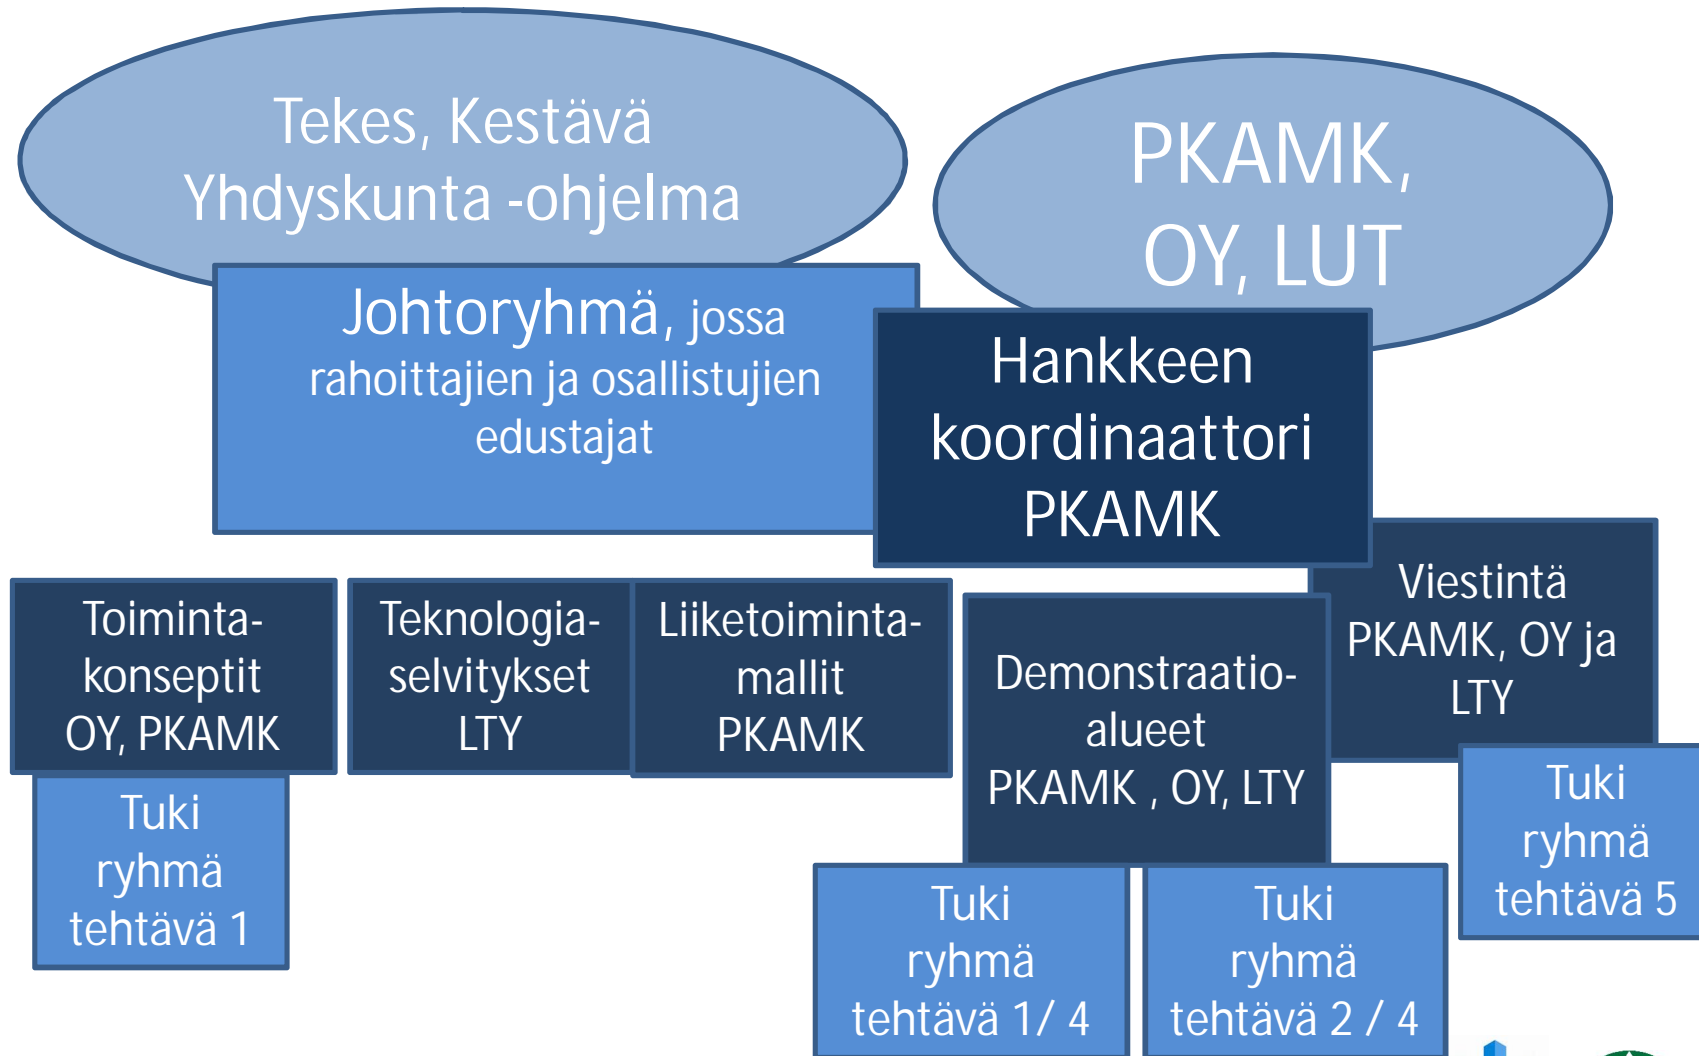 Tekes, Kestävä
Yhdyskunta -ohjelma
PKAMK,
OY, LUT
Johtoryhmä, jossa
rahoittajien ja osallistujien
edustajat
Hankkeen
koordinaattori
PKAMK
Toiminta-
konseptit
OY, PKAMK
Teknologia-
selvitykset
LTY
Liiketoiminta-
mallit
PKAMK
Demonstraatio-
alueet
PKAMK , OY, LTY
Viestintä
PKAMK, OY ja
LTY
Tuki
ryhmä
tehtävä 1
Tuki
ryhmä
tehtävä 1/ 4
Tuki
ryhmä
tehtävä 2 / 4
Tuki
ryhmä
tehtävä 5